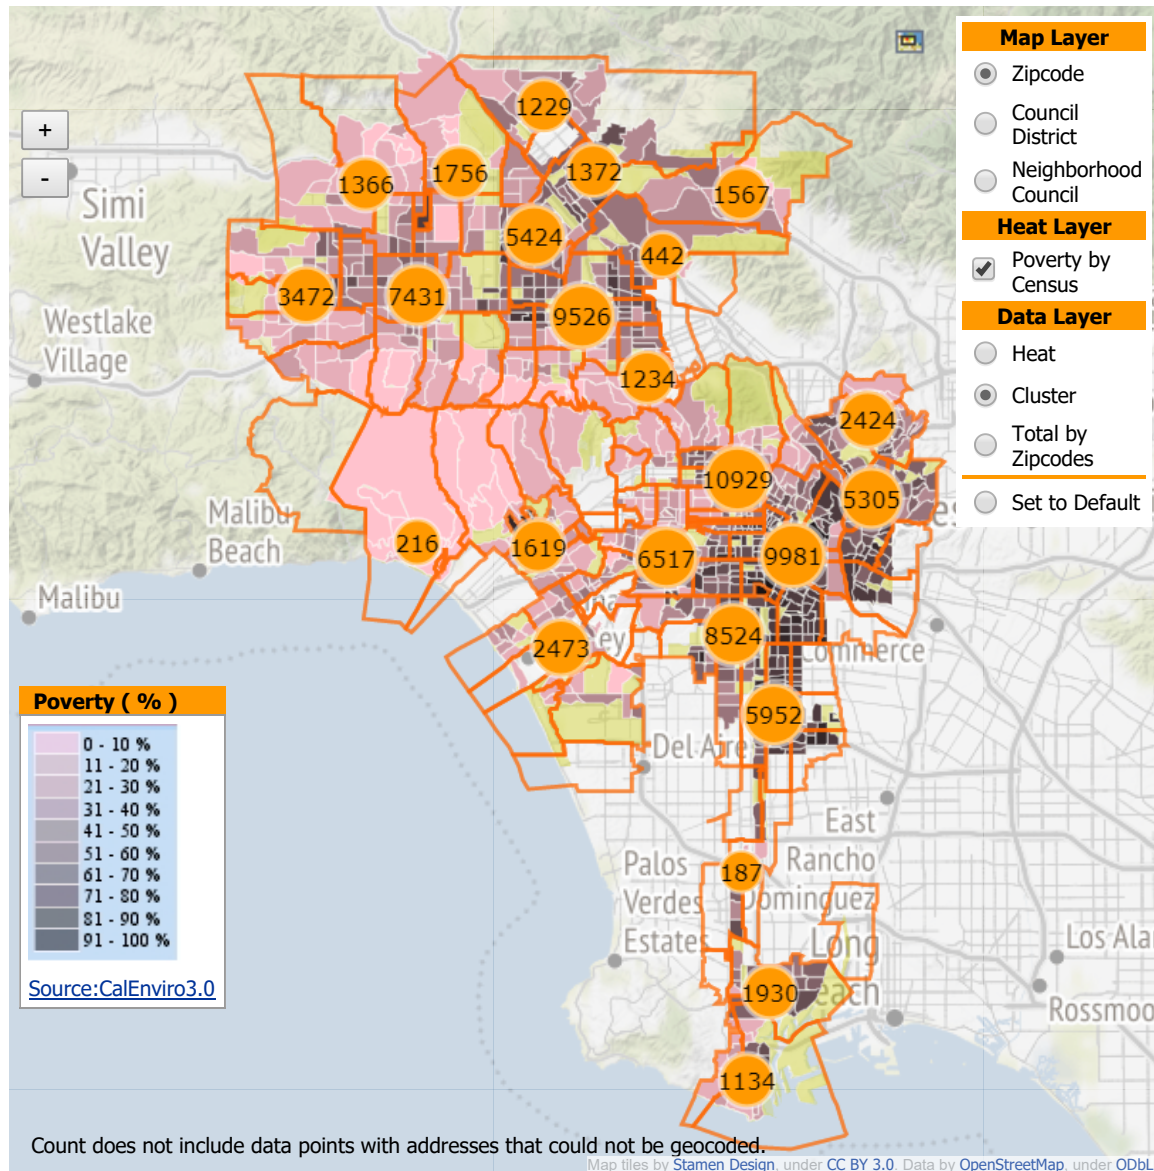 Map Layer
Zipcode
Council
District
Neighborhood
Council
Heat Layer
Poverty by
Census
Data Layer
Heat
Cluster
Total by
Zipcodes
Set to Default
+
-
1229
1366
1756
1372
1567
Simi
Valley
5424
442
3472
7431
9526
Westlake
Village
1234
2424
10929
5305
Malibu
Beach
216
1619
6517
9981
Malibu
8524
2473
Commerce
5952
Del Aire
East
Rancho
Dominguez
187
Palos
Verdes
Estates
Long
Beach
Los Ala
1930
Rossmoo
1134
Poverty ( % )
0 - 10 %
11 - 20 %
21 - 30 %
31 - 40 %
41 - 50 %
51 - 60 %
61 - 70 %
71 - 80 %
81 - 90 %
91 - 100 %
Source:CalEnviro3.0
Count does not include data points with addresses that could not be geocoded.
Map tiles by Stamen Design, under CC BY 3.0. Data by OpenStreetMap, under ODbL